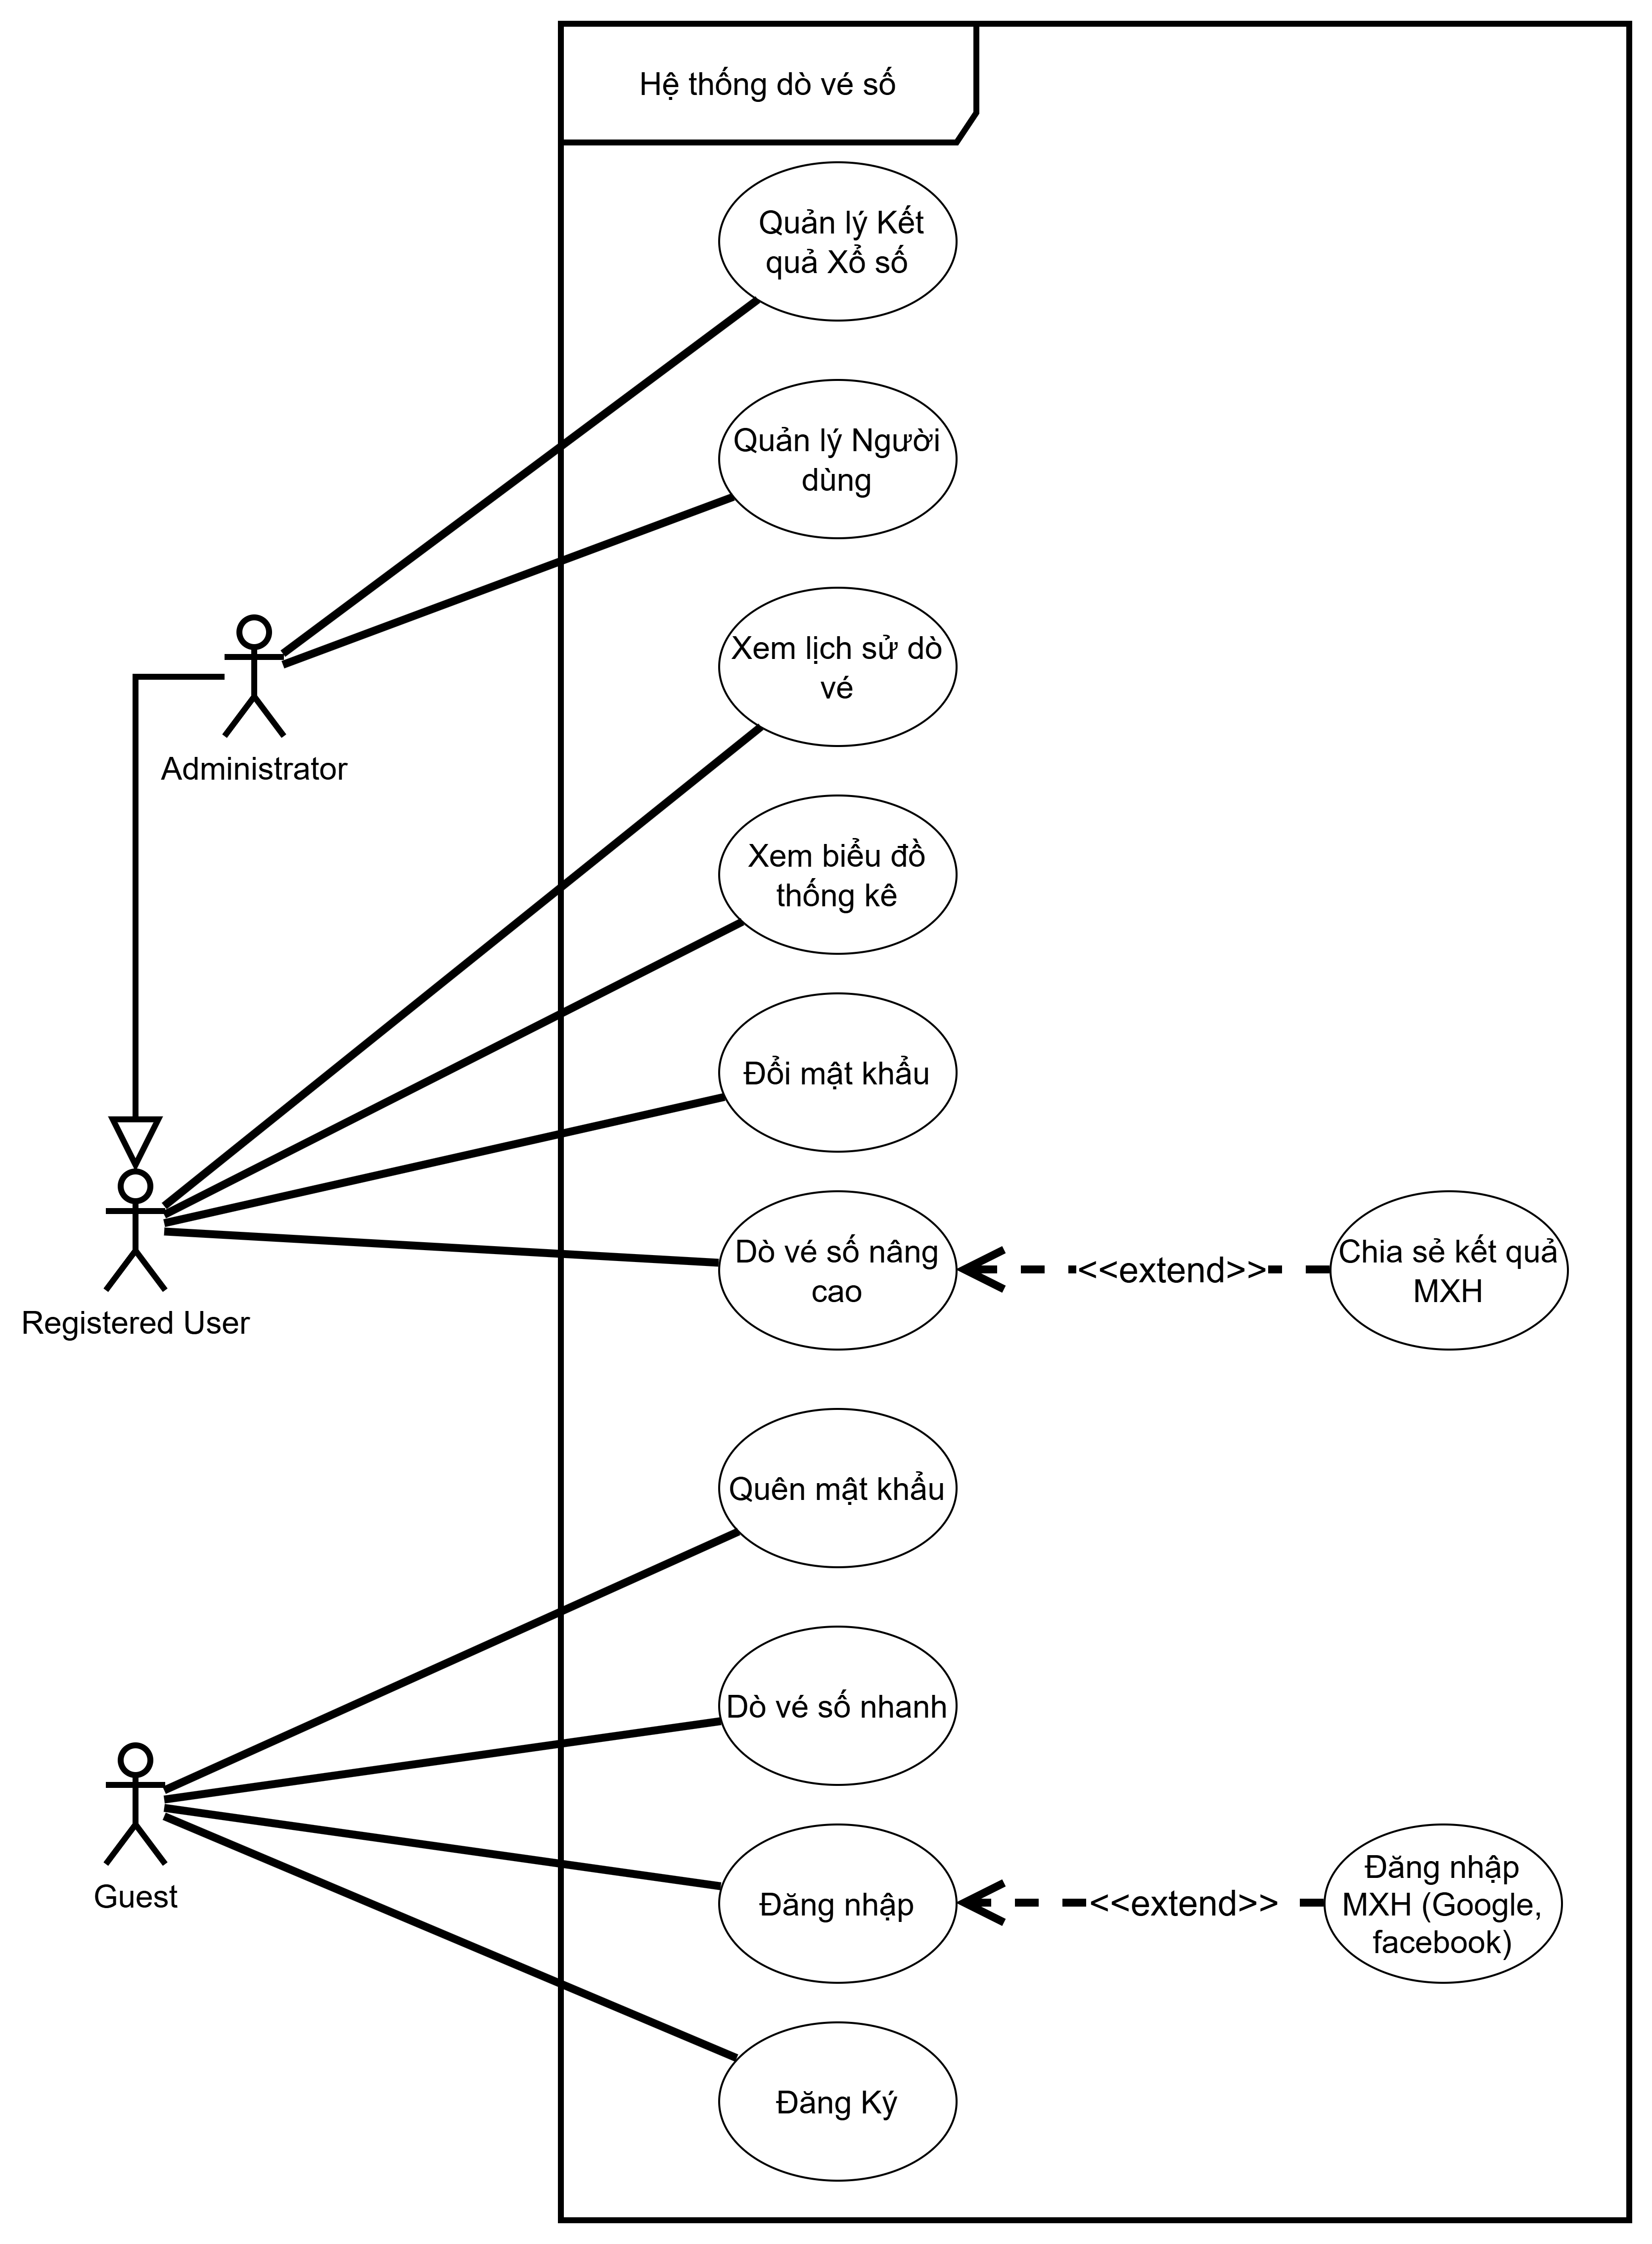 Hệ thống dò vé số
Quản lý Kết
quả Xổ số
Quản lý Người
dùng
Xem lịch sử dò
vé
Administrator
Xem biểu đồ
thống kê
Đổi mật khẩu
Registered User
Dò vé số nâng
cao
<<extend>>
Chia sẻ kết quả
MXH
Quên mật khẩu
Dò vé số nhanh
Guest
Đăng nhập
<<extend>>
Đăng nhập
MXH (Google,
facebook)
Đăng Ký